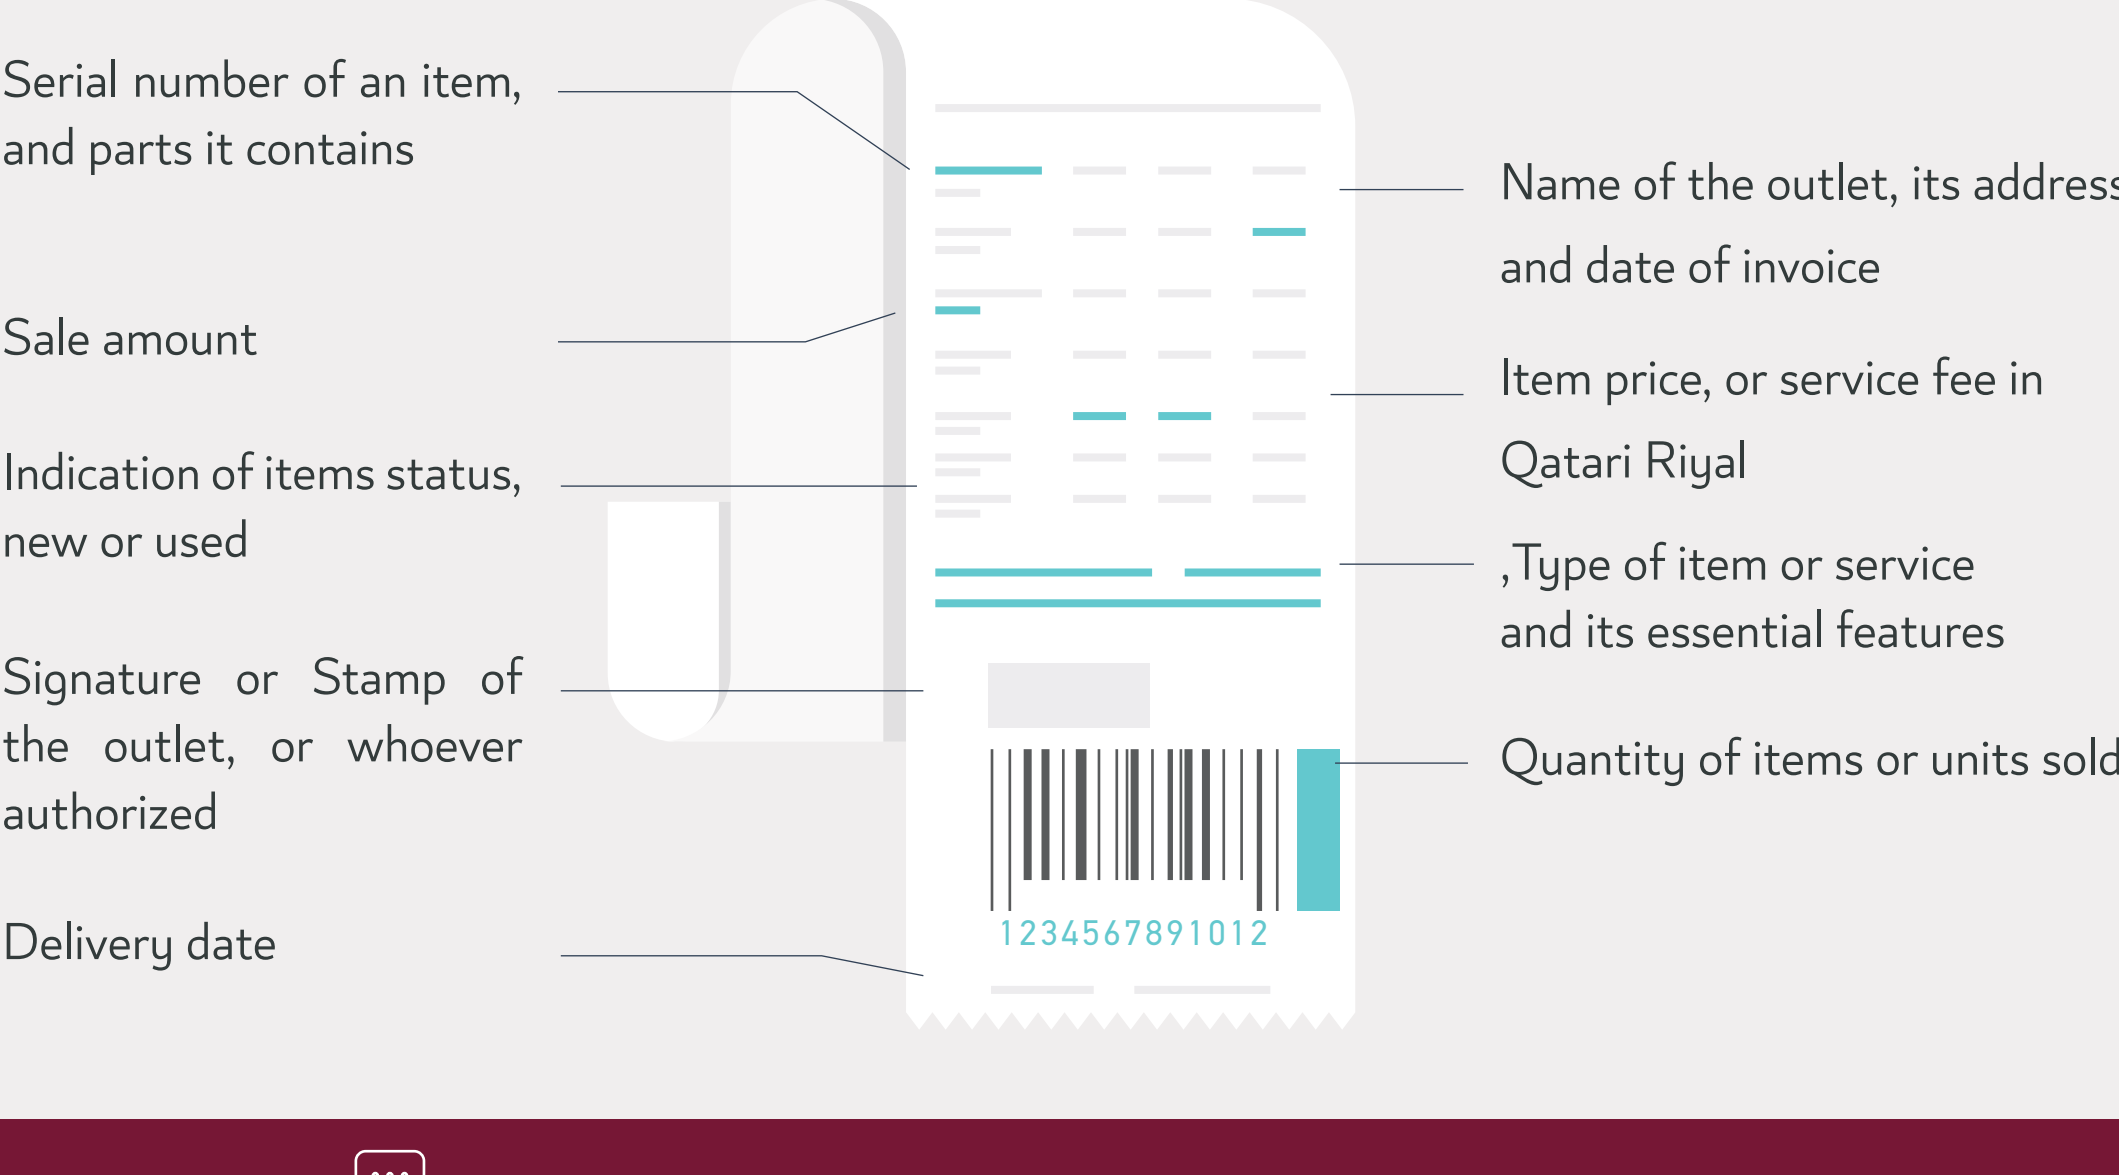 Serial number of an item,
and parts it contains
Sale amount
Indication of items status,
new or used
Signature or Stamp of
the outlet, or whoever
authorized
Delivery date
Name of the outlet, its address
and date of invoice
Item price, or service fee in
Qatari Riyal
,Type of item or service
and its essential features
Quantity of items or units sold
1234567891012